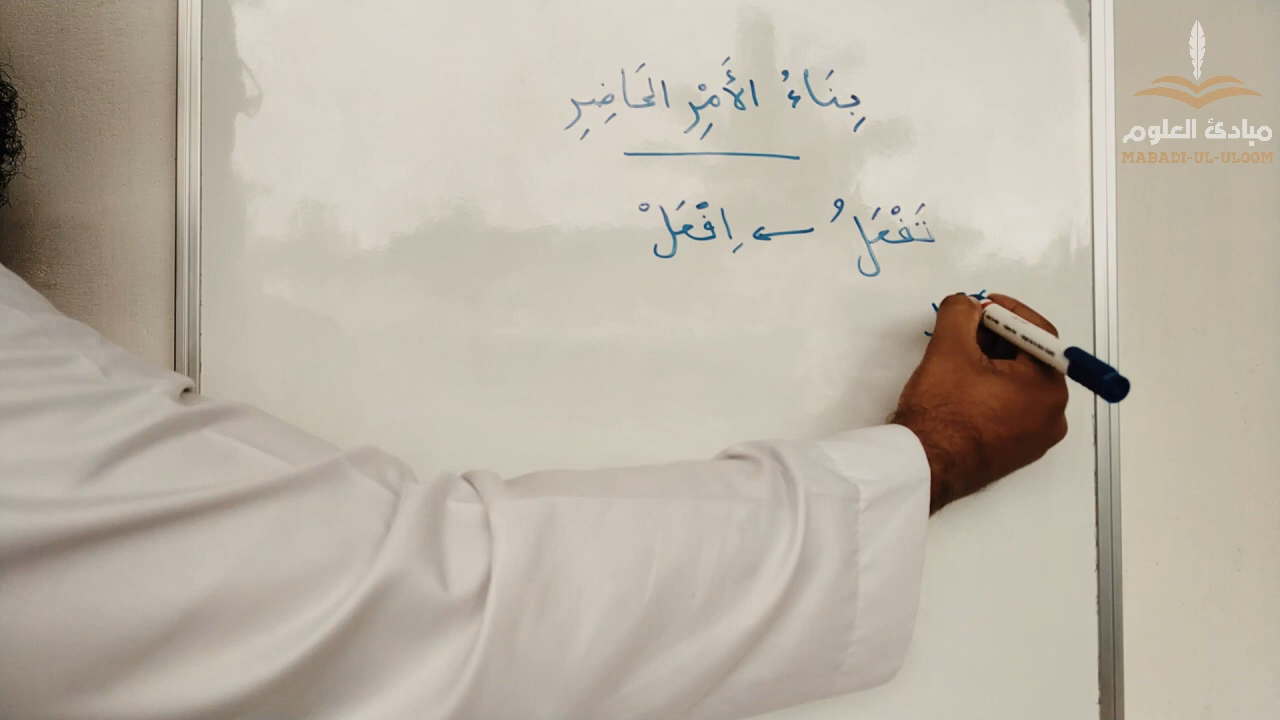 بِنَاءُ الأَمْرِ الحَاضِرِ
تَفْعَلُ ← اِفْعَلْ
مبادئ العلوم
MABADI-UL-ULOOM